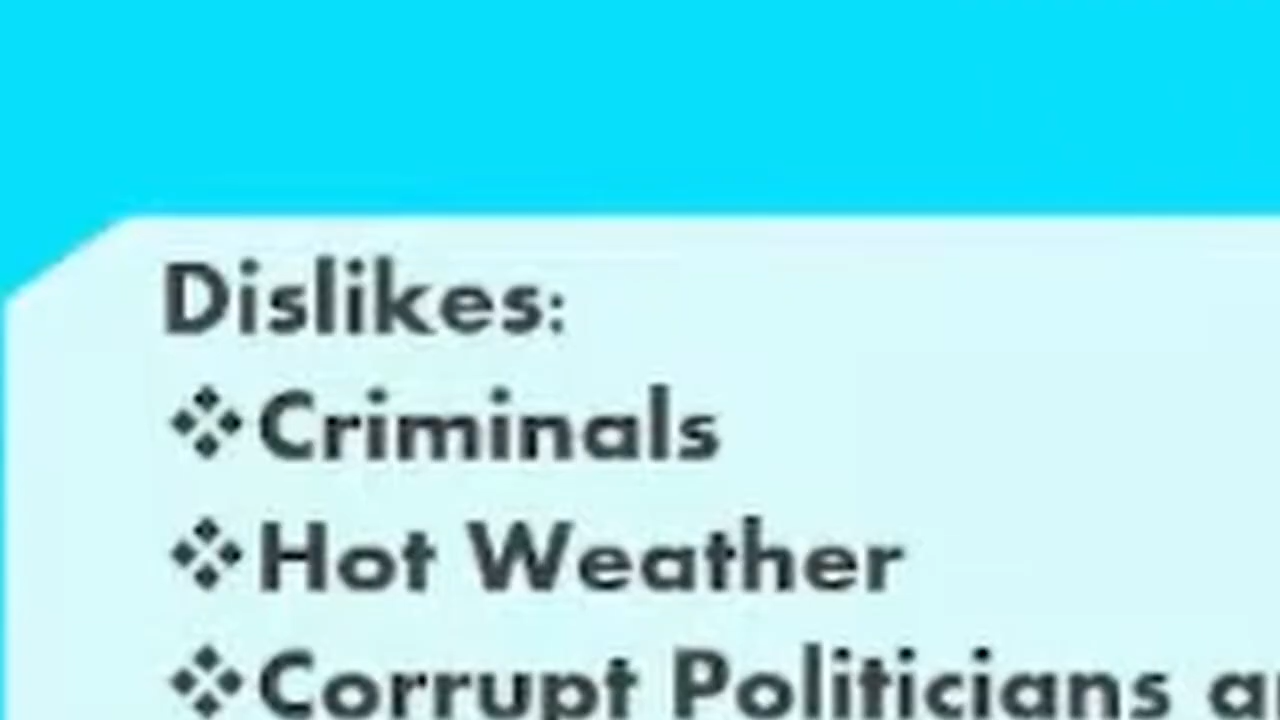 Dislikes:
❖Criminals
❖Hot Weather
❖Corrupt Politicians